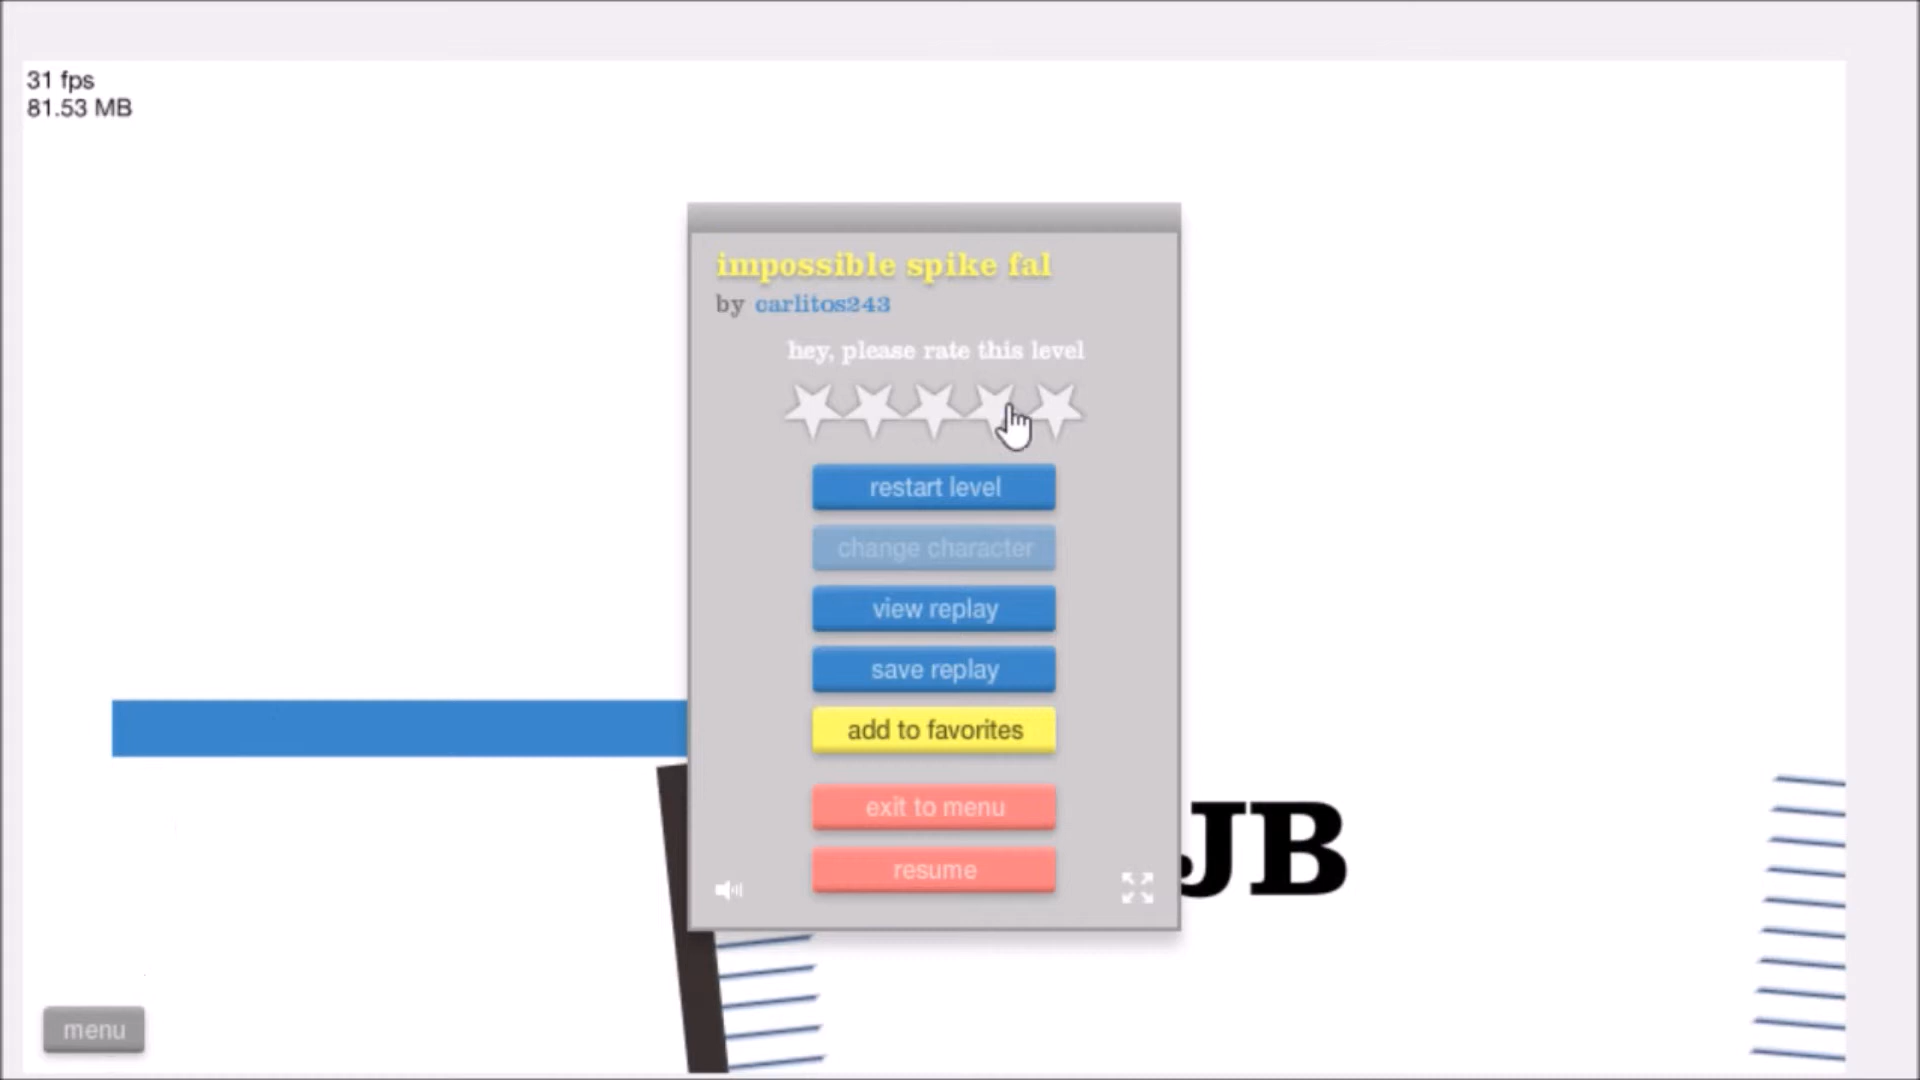 31 fps
81.53 MB
impossible spike fal
by carlitos243
hey, please rate this level
restart level
change character
view replay
save replay
add to favorites
exit to menu
resume
JB
menu